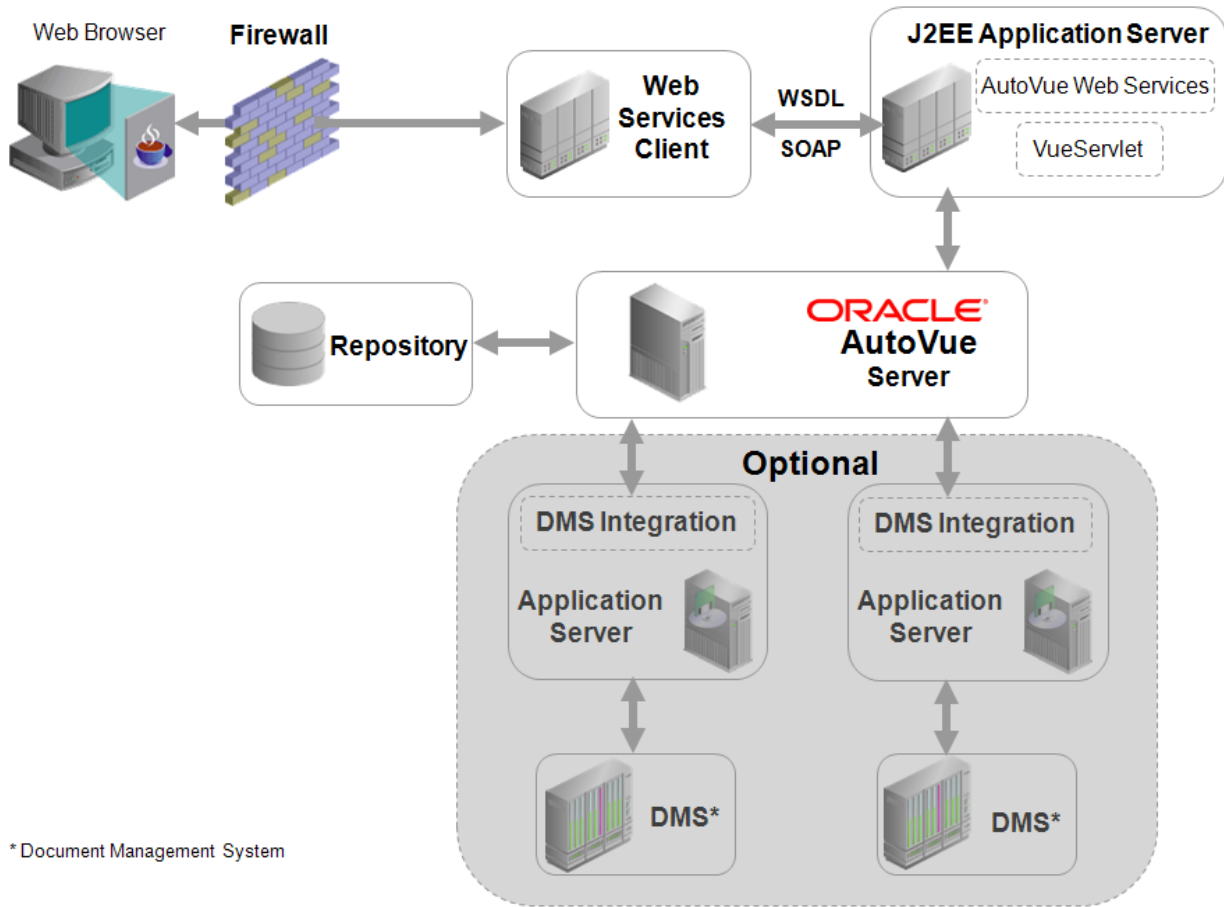 Web Browser
Firewall
Web
Services
Client
WSDL
SOAP
J2EE Application Server
AutoVue Web Services
VueServlet
Repository
ORACLE®
AutoVue
Server
Optional
DMS Integration
Application
Server
DMS Integration
Application
Server
DMS*
DMS*
* Document Management System